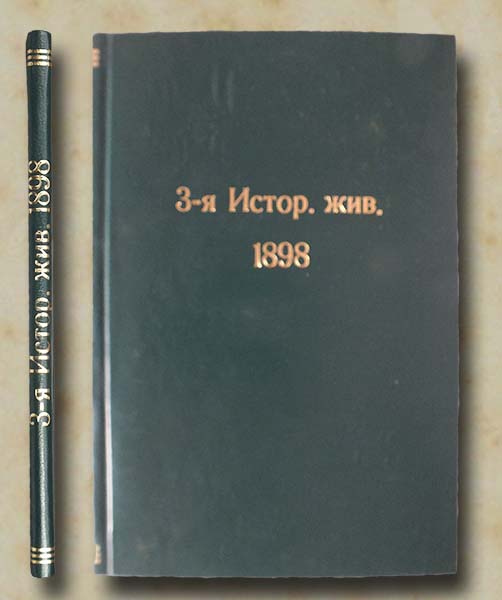 3-я Истор. жив. 1898
3-я Истор. жив.
1898